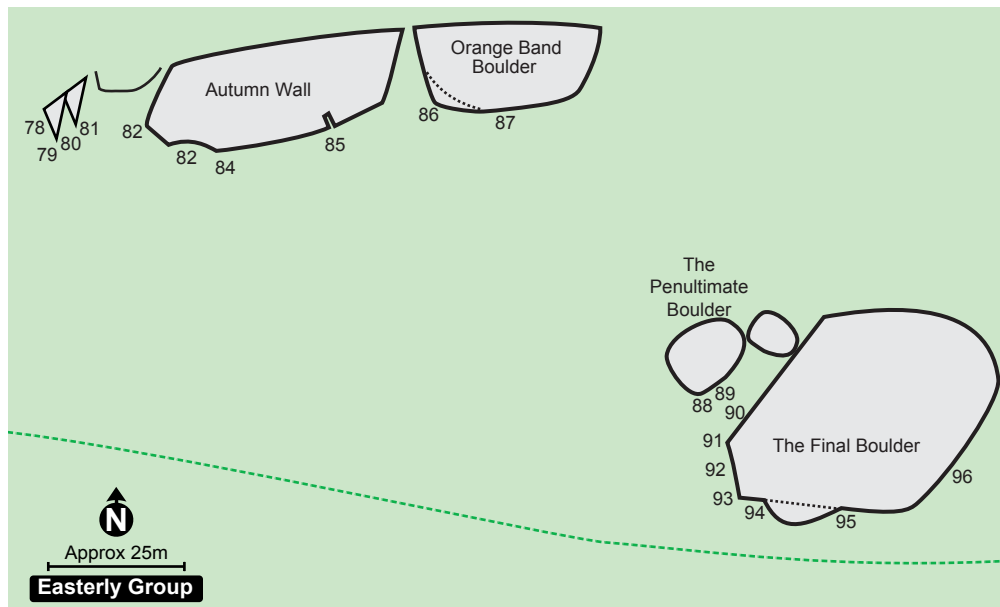 Orange Band
Boulder
Autumn Wall
78
79
80
81
82
82
84
85
86
87
The
Penultimate
Boulder
88
89
90
91
92
93
94
95
96
The Final Boulder
N
Approx 25m
Easterly Group